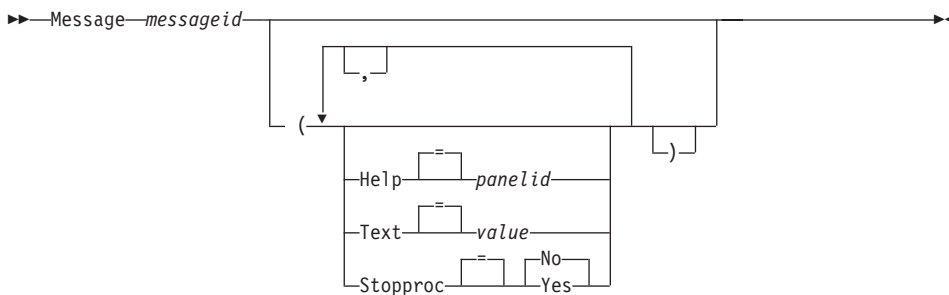 Message messageid
,
(
)
=
Help panelid
=
Text value
= No
Stopproc Yes